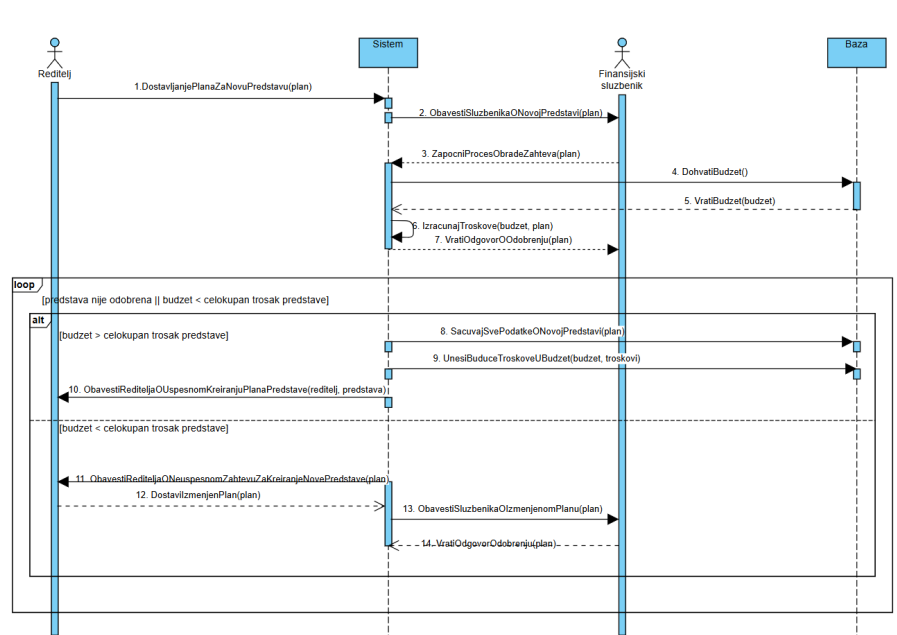 Reditelj
Sistem
Finansijski
sluzbenik
Baza
1.DostavljanjePlanaZaNovuPredstavu(plan)
2. ObavestiSluzbenikaONovojPredstavi(plan)
3. ZapocniProcesObradeZahteva(plan)
4. DohvatiBudzet()
5. VratiBudzet(budzet)
6. IzracunajTroskove(budzet, plan)
7. VratiOdgovorOOdobrenju(plan)
loop
[predstava nije odobrena || budzet < celokupan trosak predstave]
alt
[budzet > celokupan trosak predstave]
8. SacuvajSvePodatkeONovojPredstavi(plan)
9. UnesiBuduceTroskoveUBudzet(budzet, troskovi)
10. ObavestiRediteljaOUspesnomKreiranjuPlanaPredstave(reditelj, predstava)
[budzet < celokupan trosak predstave]
11. ObavestiRediteljaONeuspesnomZahtevuZaKreiranjeNovePredstave(plan)
12. DostaviIzmenjenPlan(plan)
13. ObavestiSluzbenikaOIzmenjenomPlanu(plan)
14. VratiOdgovorOdobrenju(plan)